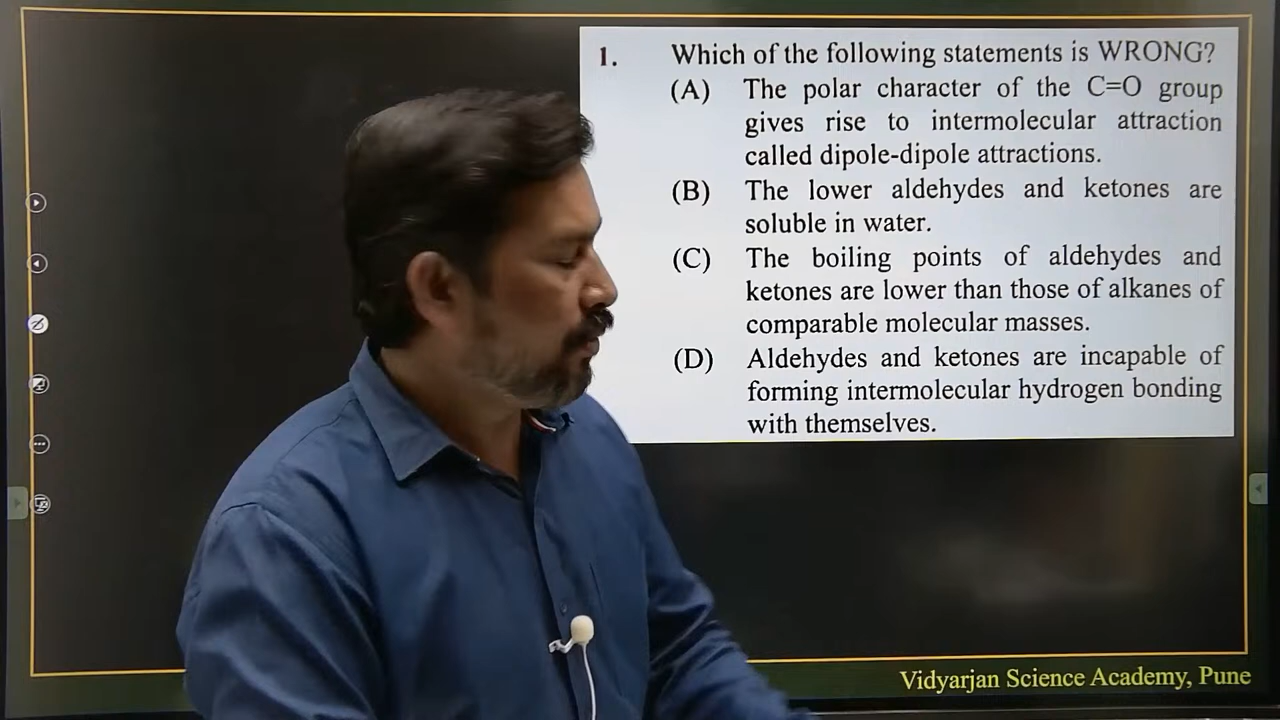 1. Which of the following statements is WRONG?
(A) The polar character of the C=O group
gives rise to intermolecular attraction
called dipole-dipole attractions.
(B) The lower aldehydes and ketones are
soluble in water.
(C) The boiling points of aldehydes and
ketones are lower than those of alkanes of
comparable molecular masses.
(D) Aldehydes and ketones are incapable of
forming intermolecular hydrogen bonding
with themselves.
Vidyarjan Science Academy, Pune